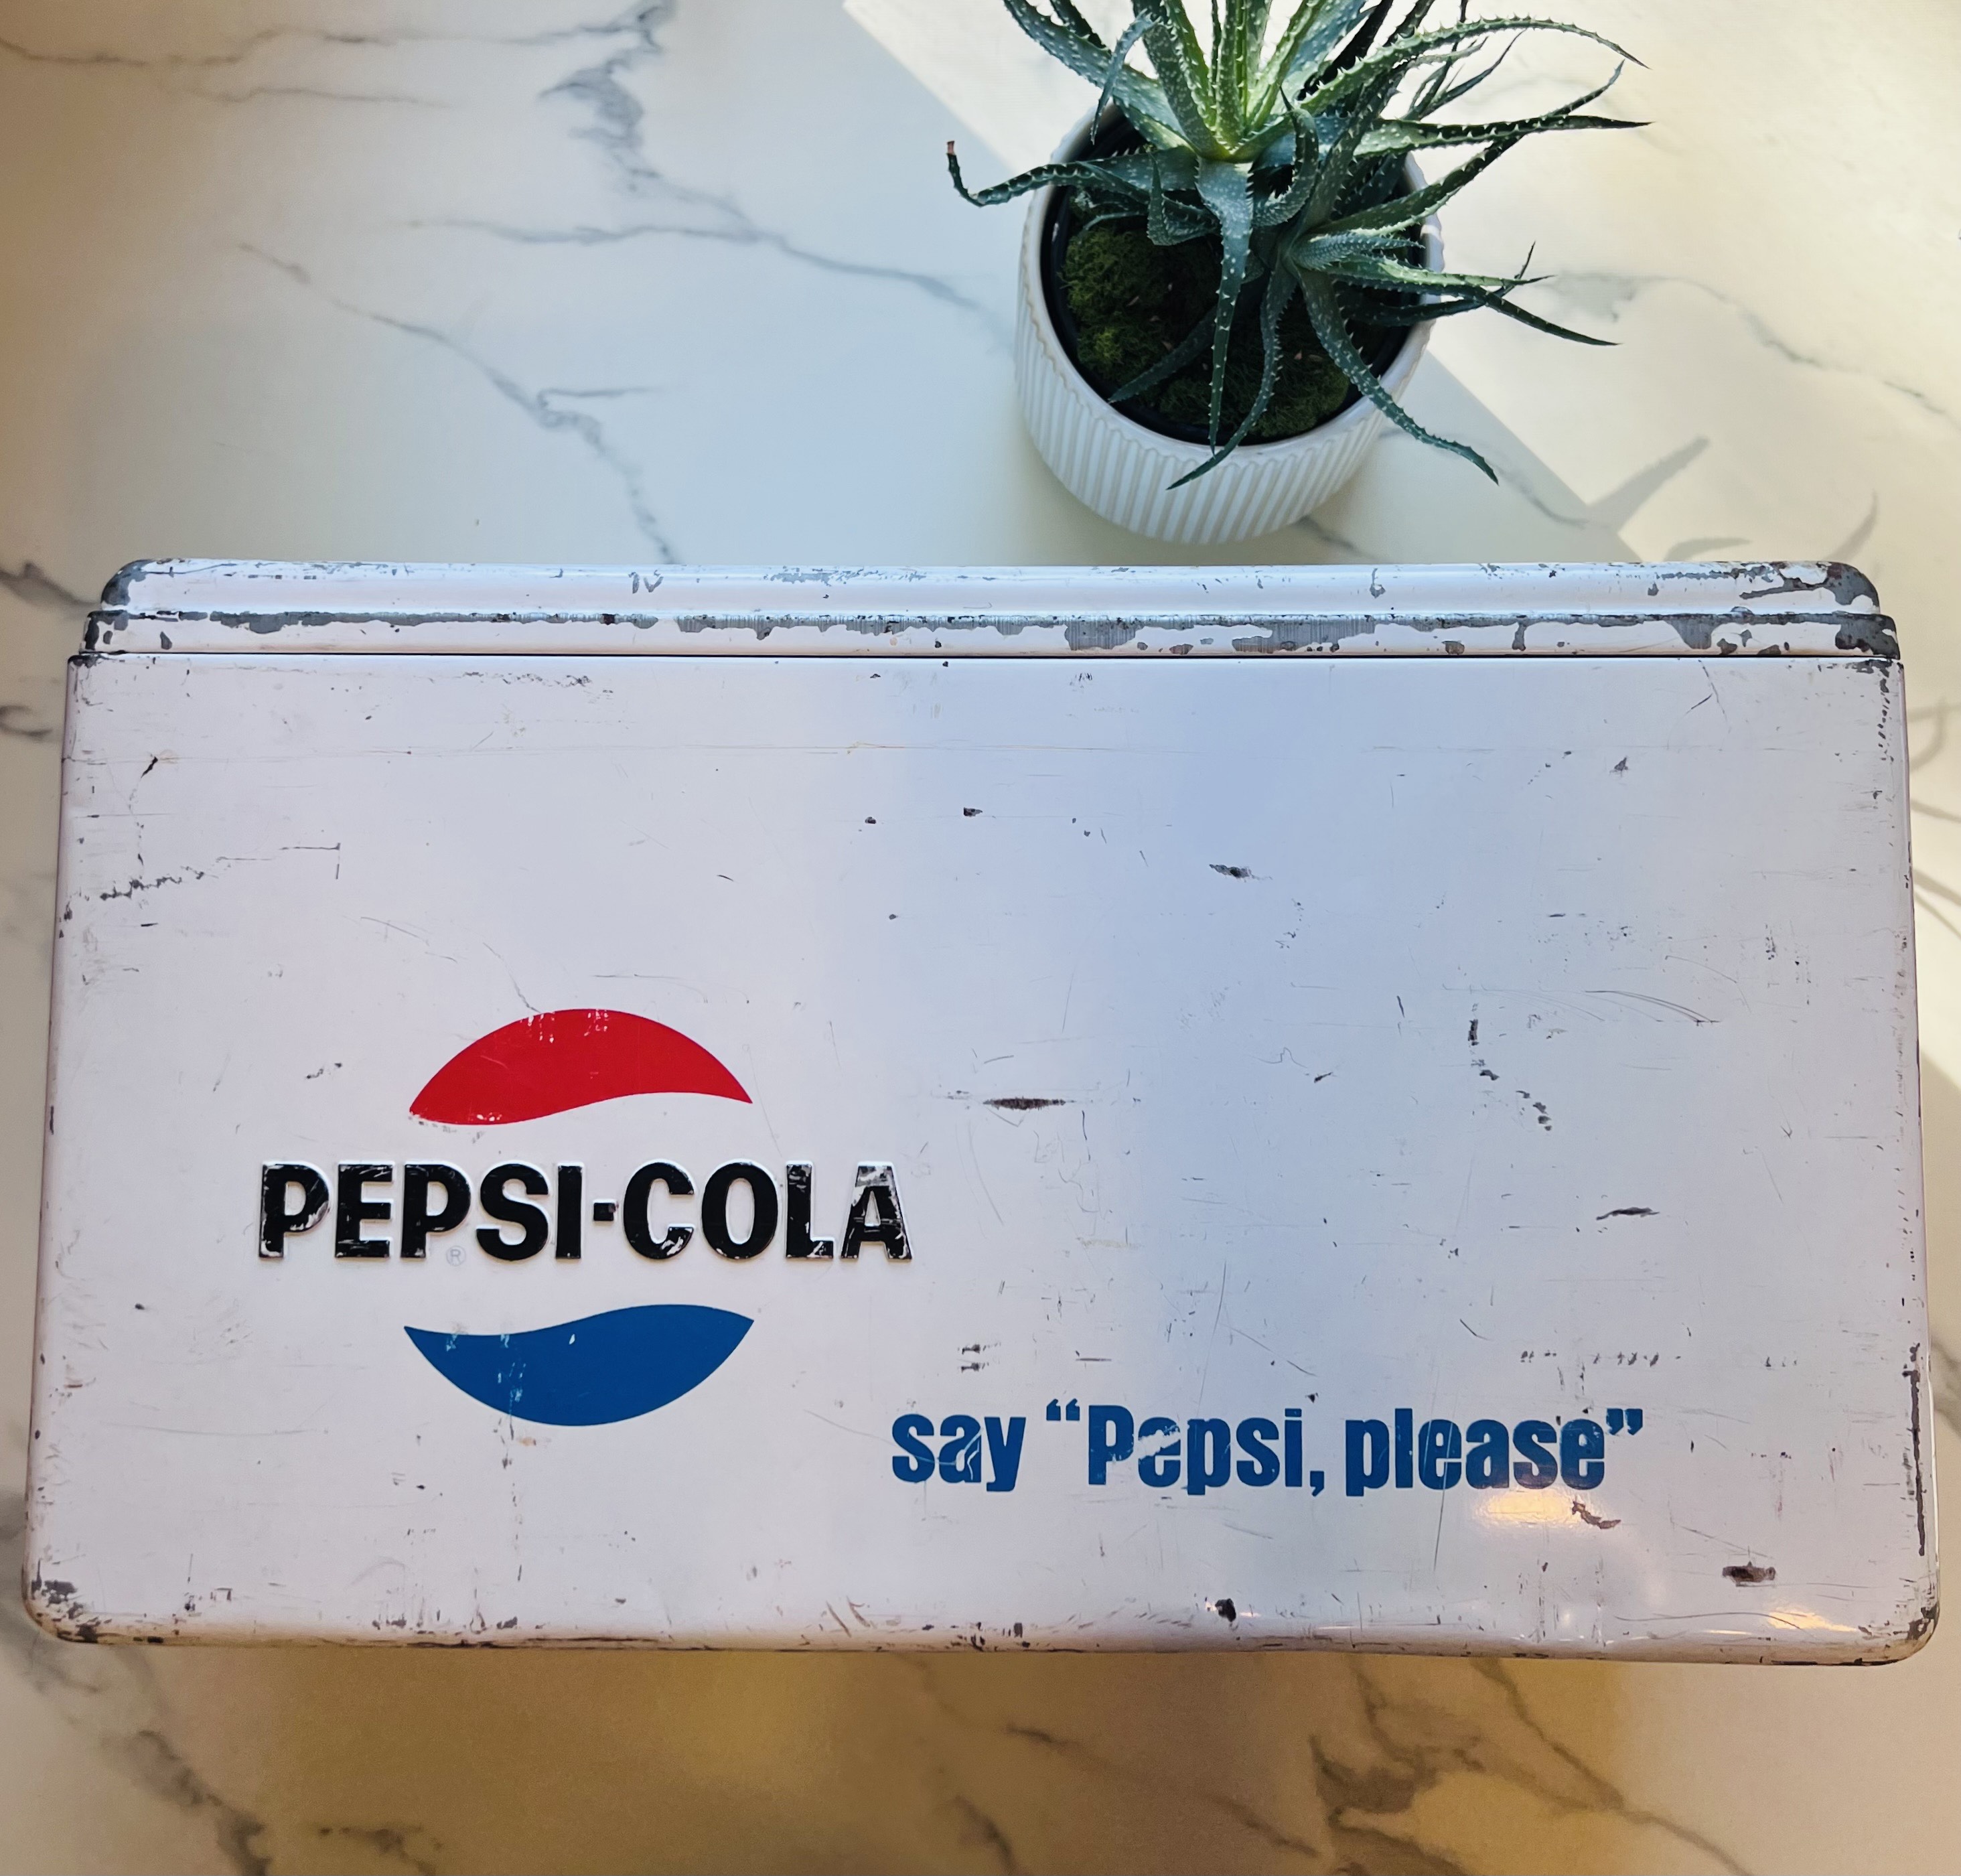 PEPSI-COLA
®
say “Pepsi, please”